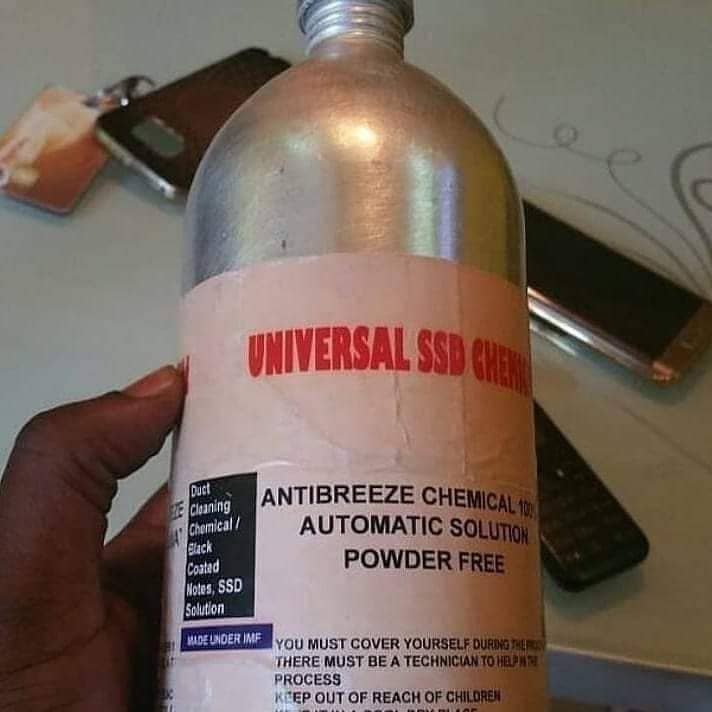 UNIVERSAL SSD
ANTIBREEZE CHEMICAL
AUTOMATIC SOLUTION
POWDER FREE
Duct
Cleaning
Chemical /
Black
Coated
Notes, SSD
Solution
MADE UNDER IMF
YOU MUST COVER YOURSELF DURING THE
THERE MUST BE A TECHNICIAN TO HELP IN THE
PROCESS
KEEP OUT OF REACH OF CHILDREN